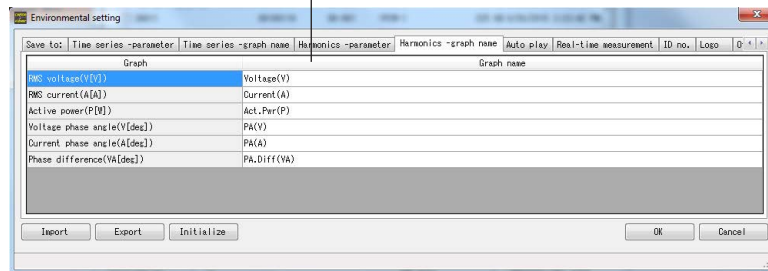 Environmental setting
Save to: Time series -parameter Time series -graph name Harmonics -parameter Harmonics -graph name Auto play Real-time measurement ID no. Logo
Graph Graph name
RMS voltage(V[V]) Voltage(V)
RMS current(A[A]) Current(A)
Active power(P[W]) Act.Pwr(P)
Voltage phase angle(V[deg]) PA(V)
Current phase angle(A[deg]) PA(A)
Phase difference(VA[deg]) PA.Diff(VA)
Import Export Initialize OK Cancel